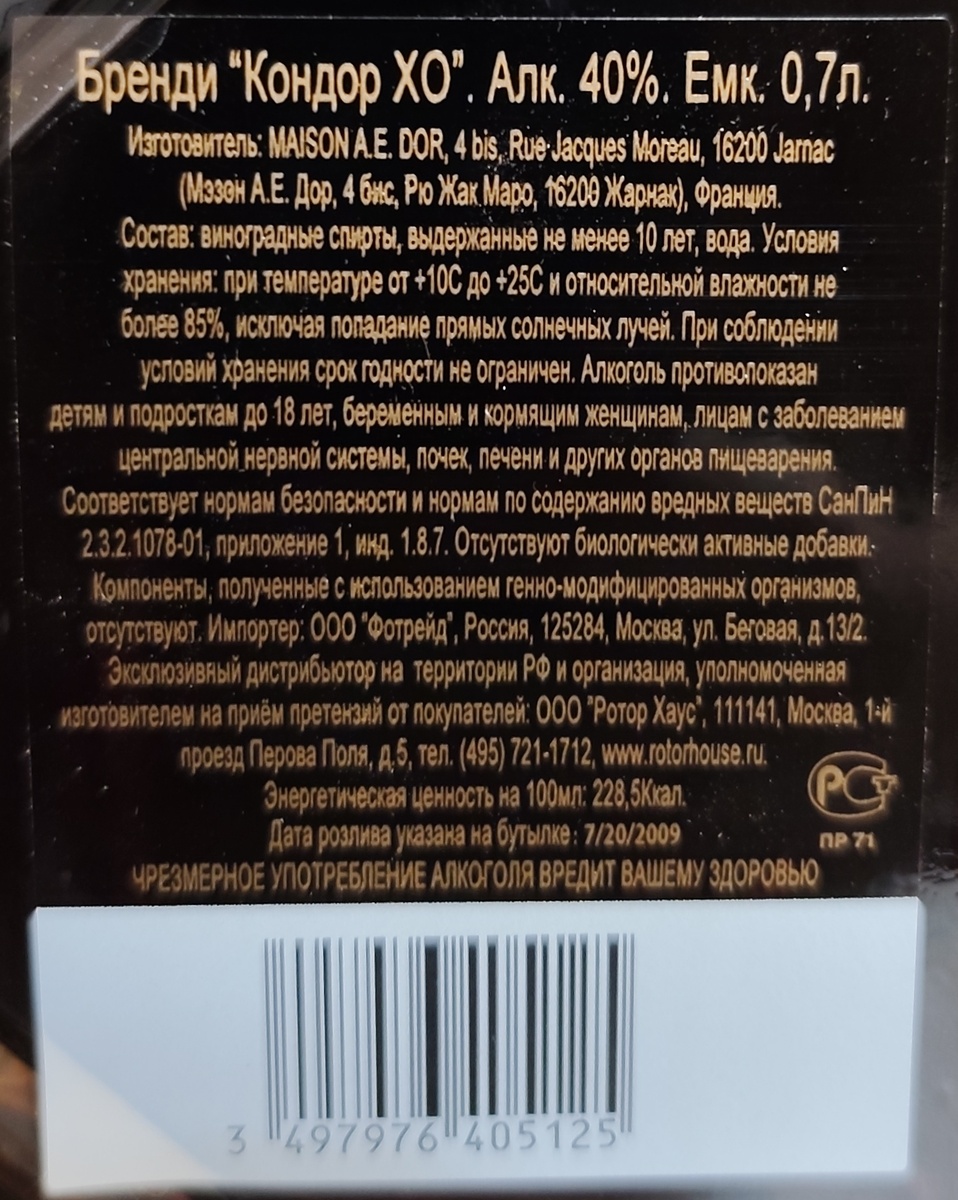 Бренди “Кондор ХО”. Алк. 40%. Емк. 0,7л.
Изготовитель: MAISON A.E. DOR, 4 bis, Rue Jacques Moreau, 16200 Jarnac
(Мэзон А.Е. Дор, 4 бис, Рю Жак Маро, 16200 Жарнак), Франция.
Состав: виноградные спирты, выдержанные не менее 10 лет, вода. Условия
хранения: при температуре от +10С до +25С и относительной влажности не
более 85%, исключая попадание прямых солнечных лучей. При соблюдении
условий хранения срок годности не ограничен. Алкоголь противопоказан
детям и подросткам до 18 лет, беременным и кормящим женщинам, лицам с заболеванием
центральной нервной системы, почек, печени и других органов пищеварения.
Соответствует нормам безопасности и нормам по содержанию вредных веществ СанПиН
2.3.2.1078-01, приложение 1, инд. 1.8.7. Отсутствуют биологически активные добавки.
Компоненты, полученные с использованием генно-модифицированных организмов,
отсутствуют. Импортер: ООО "Фотрейд", Россия, 125284, Москва, ул. Беговая, д.13/2.
Эксклюзивный дистрибьютор на территории РФ и организация, уполномоченная
изготовителем на приём претензий от покупателей: ООО "Ротор Хаус", 111141, Москва, 1-й
проезд Перова Поля, д.5, тел. (495) 721-1712, www.rotorhouse.ru.
Энергетическая ценность на 100мл: 228,5Ккал.
Дата розлива указана на бутылке: 7/20/2009
РСТ
ПР 71
ЧРЕЗМЕРНОЕ УПОТРЕБЛЕНИЕ АЛКОГОЛЯ ВРЕДИТ ВАШЕМУ ЗДОРОВЬЮ
3 497976 405125